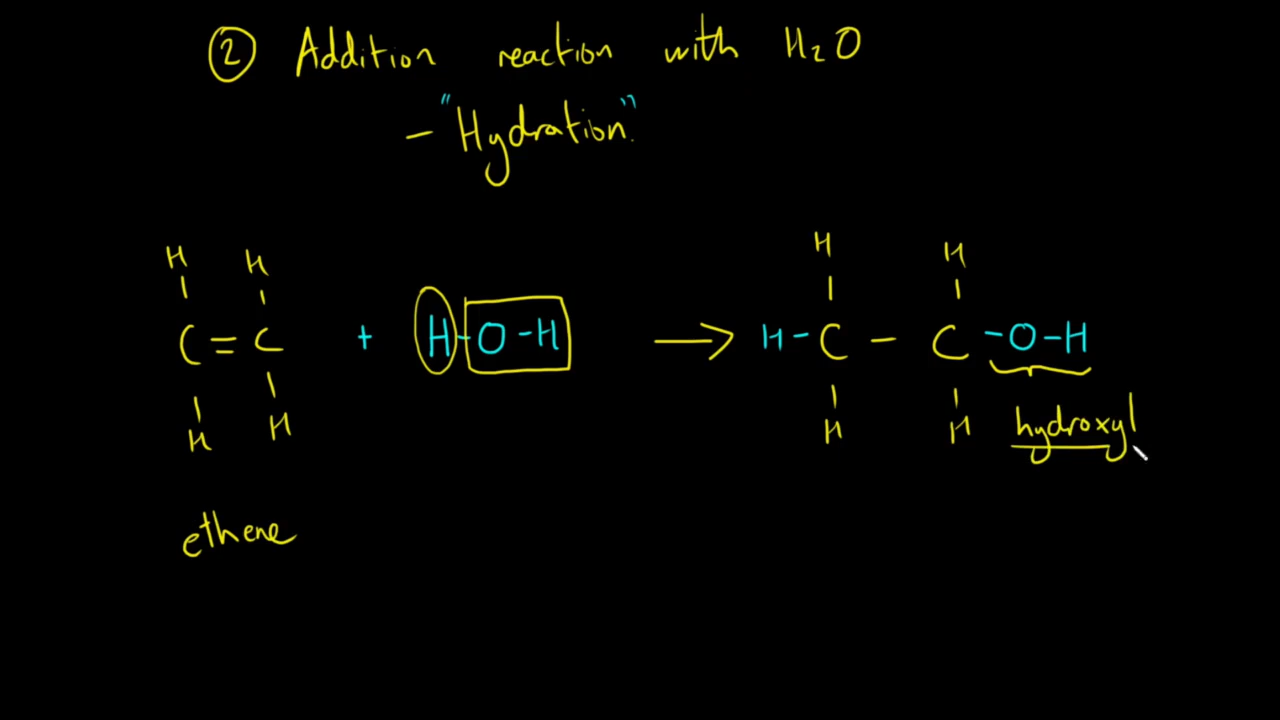 ② Addition reaction with H₂O
- "Hydration"
H H H H
C = C + H - O - H → H - C - C - O - H
H H H H
hydroxyl
ethene